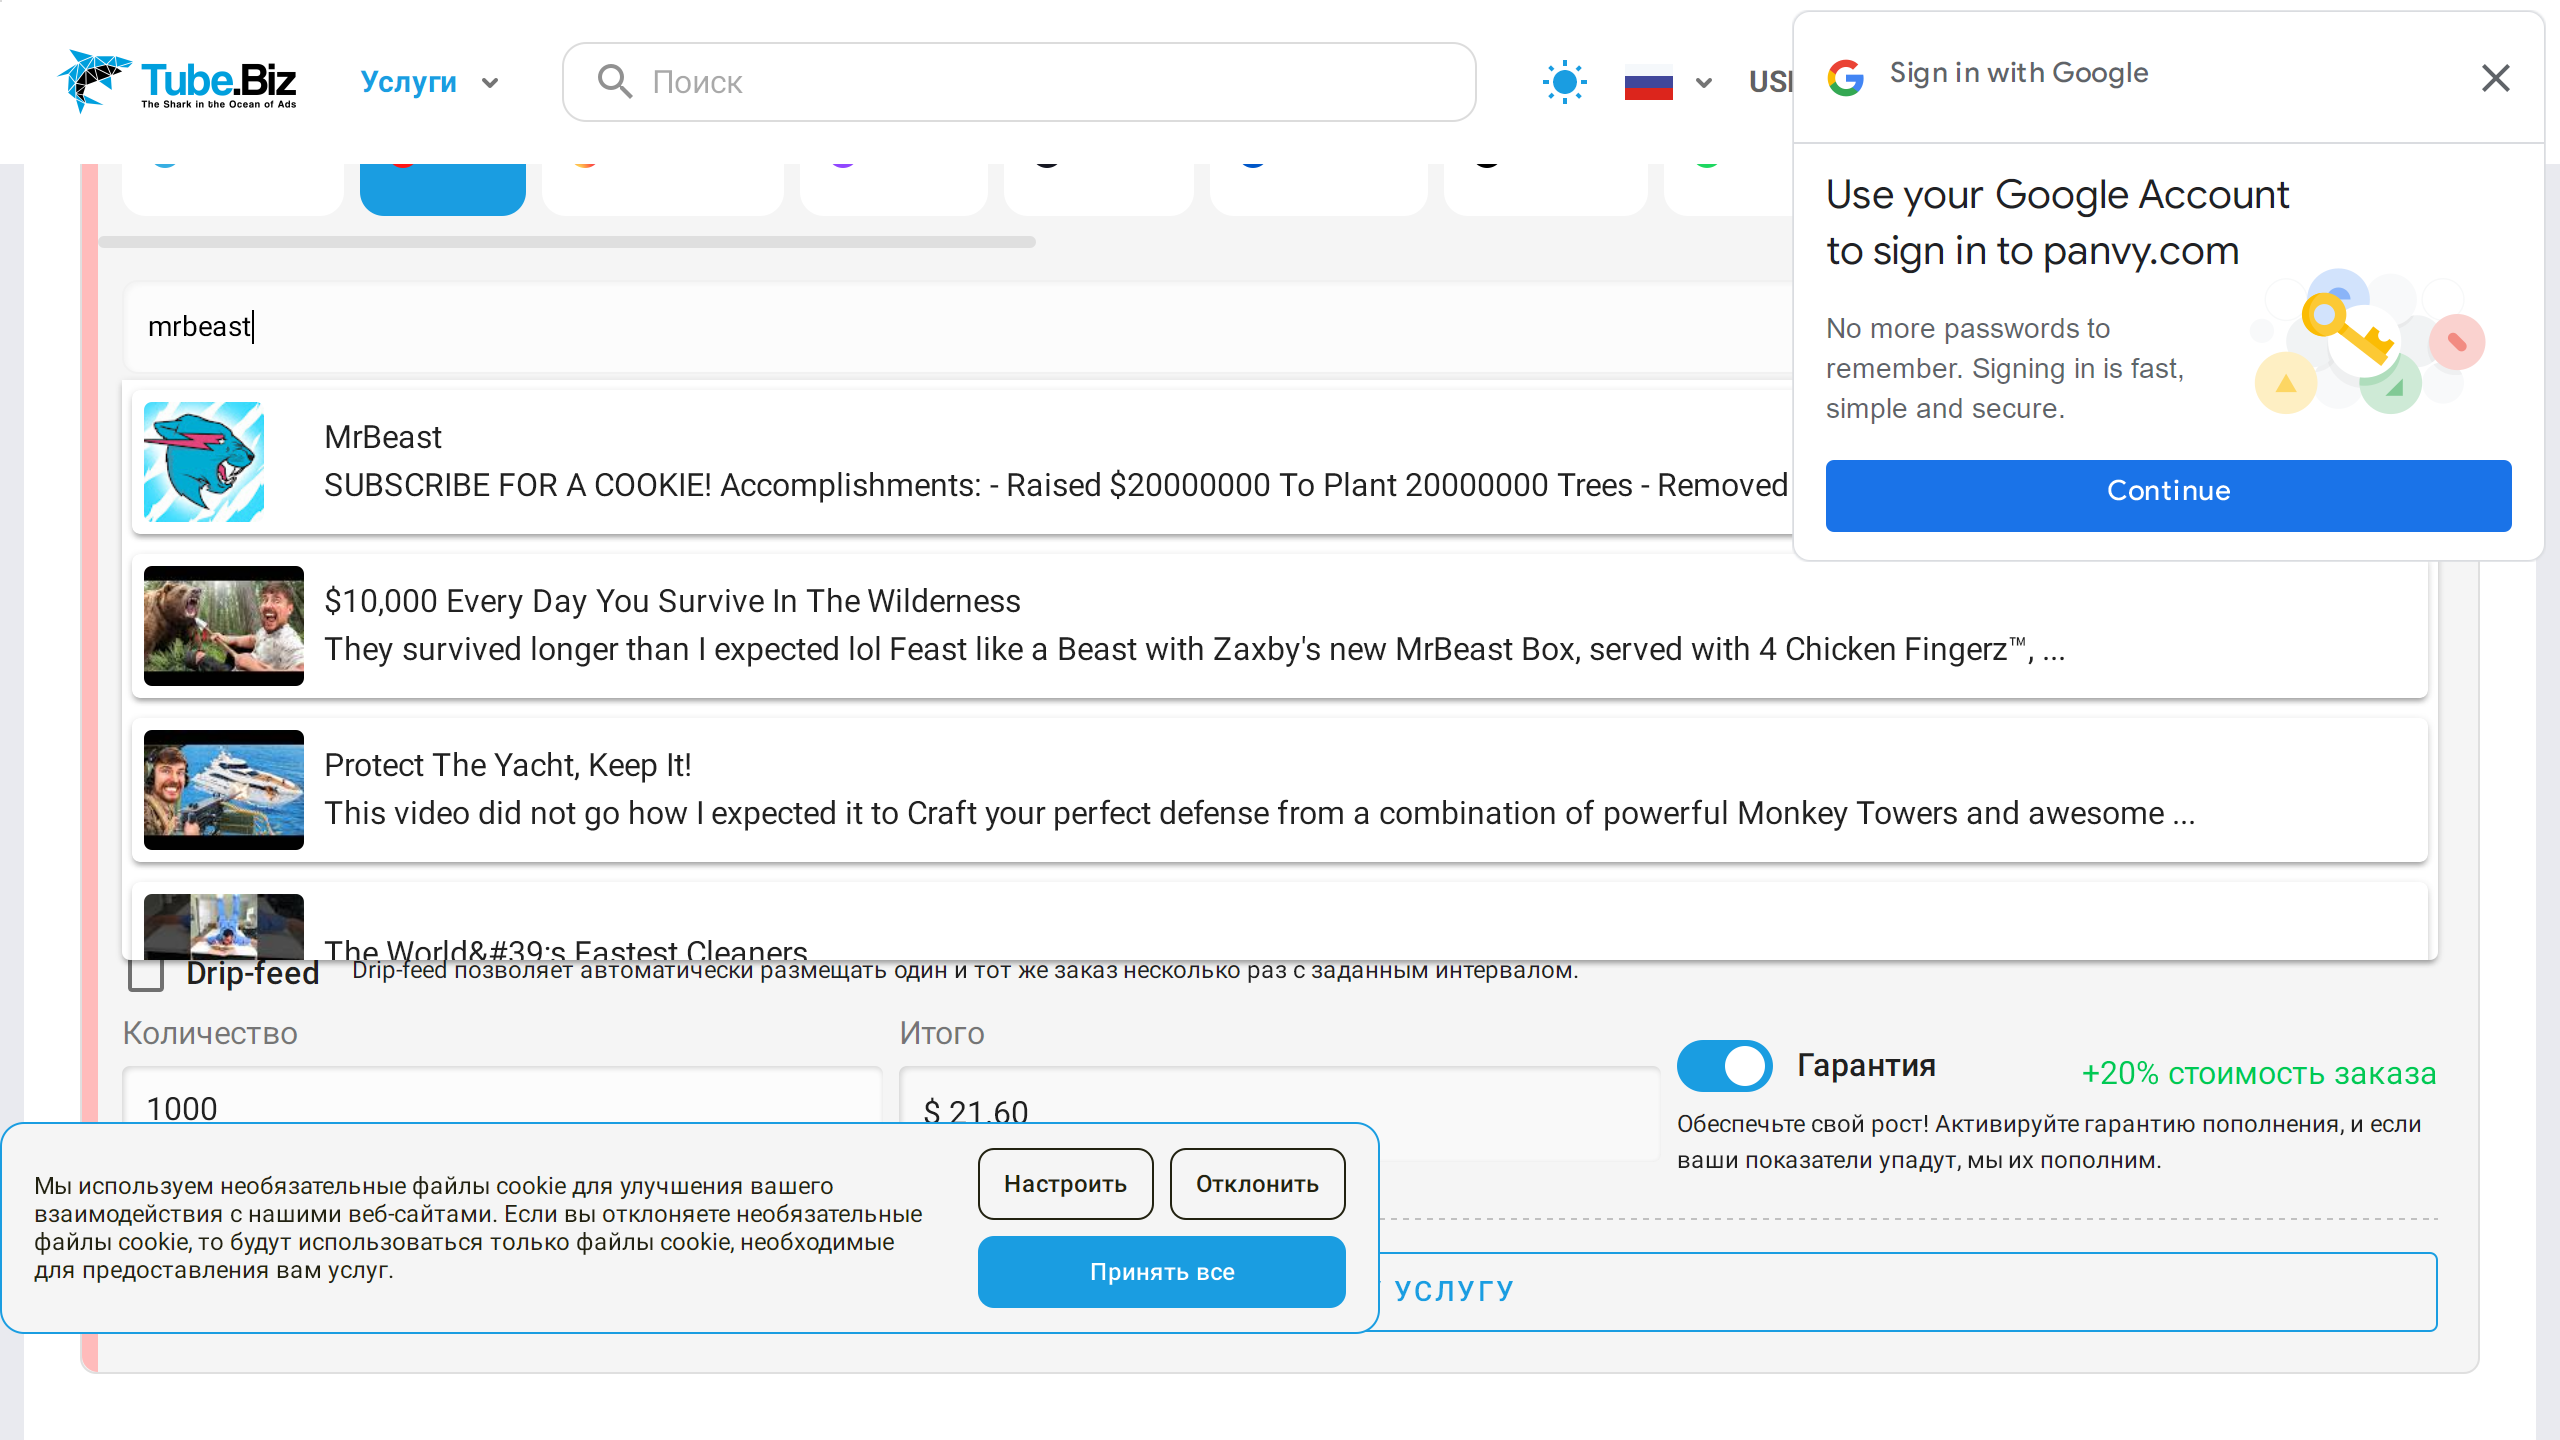 Tube.Biz
The Shark in the Ocean of Ads
Услуги
Поиск
Sign in with Google
Use your Google Account
to sign in to panvy.com
No more passwords to
remember. Signing in is fast,
simple and secure.
Continue
mrbeast
MrBeast
SUBSCRIBE FOR A COOKIE! Accomplishments: - Raised $20000000 To Plant 20000000 Trees - Removed
$10,000 Every Day You Survive In The Wilderness
They survived longer than I expected lol Feast like a Beast with Zaxby's new MrBeast Box, served with 4 Chicken Fingerz™, ...
Protect The Yacht, Keep It!
This video did not go how I expected it to Craft your perfect defense from a combination of powerful Monkey Towers and awesome ...
The World&#39;s Fastest Cleaners
Drip-feed Drip-feed позволяет автоматически размещать один и тот же заказ несколько раз с заданным интервалом.
Количество
1000
Итого
$ 21.60
Гарантия
+20% стоимость заказа
Обеспечьте свой рост! Активируйте гарантию пополнения, и если
ваши показатели упадут, мы их пополним.
УСЛУГУ
Мы используем необязательные файлы cookie для улучшения вашего
взаимодействия с нашими веб-сайтами. Если вы отклоняете необязательные
файлы cookie, то будут использоваться только файлы cookie, необходимые
для предоставления вам услуг.
Настроить
Отклонить
Принять все